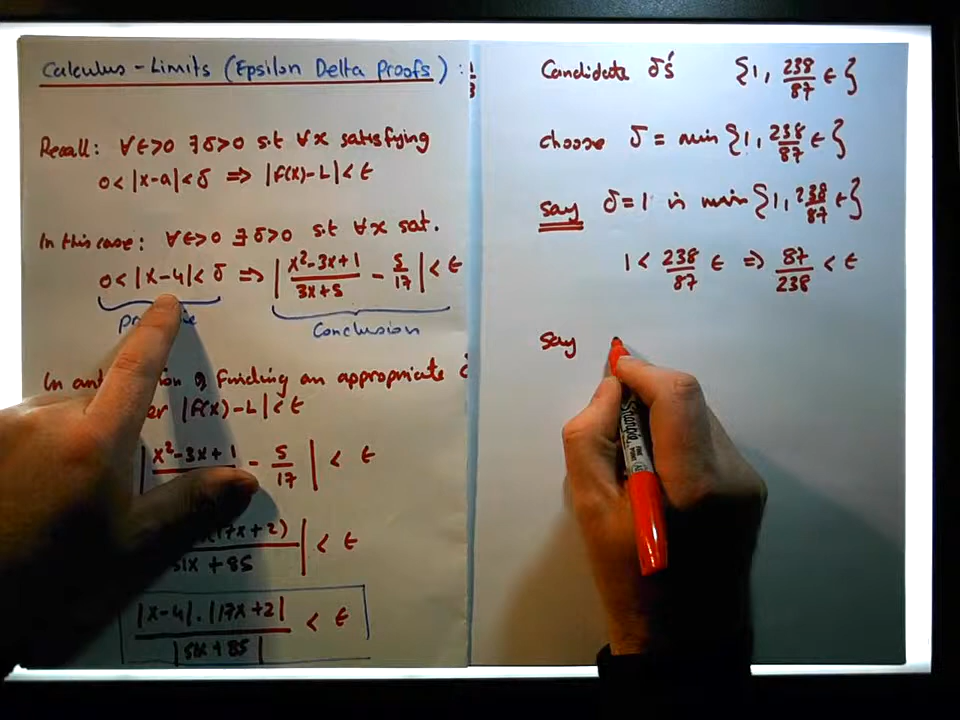 Calculus - Limits (Epsilon Delta Proofs) :
Recall: ∀ε>0 ∃δ>0 s.t ∀x satisfying
0<|x-a|<δ ⇒ |f(x)-L|<ε
In this case: ∀ε>0 ∃δ>0 s.t ∀x sat.
0<|x-4|<δ ⇒ |(x²-3x+1)/(3x+5) - 5/17|<ε
Conclusion
of finding an appropriate
|f(x)-L|<ε
|x²-3x+1 - 5/17| < ε
(17x+2)| < ε
51x+85
|x-4|.|17x+2| / |51x+85| < ε
Candidate δ's {1, 238/87 ε}
choose δ = min{1, 238/87 ε}
say δ=1 is min{1, 238/87 ε}
1 < 238/87 ε ⇒ 87/238 < ε
say
Sharpie